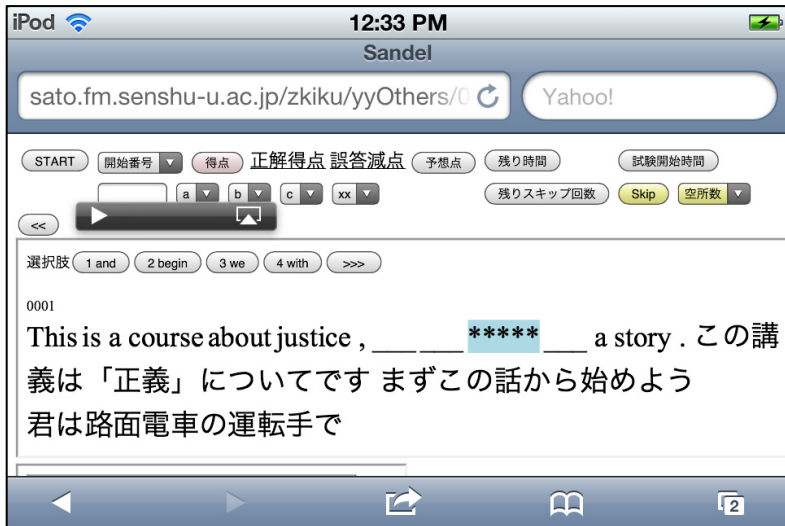 iPod 12:33 PM
Sandel
sato.fm.senshu-u.ac.jp/zkiku/yyOthers/0 Yahoo!
START 開始番号 得点 正解得点 誤答減点 予想点 残り時間 試験開始時間
a b c xx 残りスキップ回数 Skip 空所数
<<
選択肢 1 and 2 begin 3 we 4 with >>>
0001
This is a course about justice , ___ ___ ***** ___ a story . この講
義は「正義」についてです まずこの話から始めよう
君は路面電車の運転手で
2